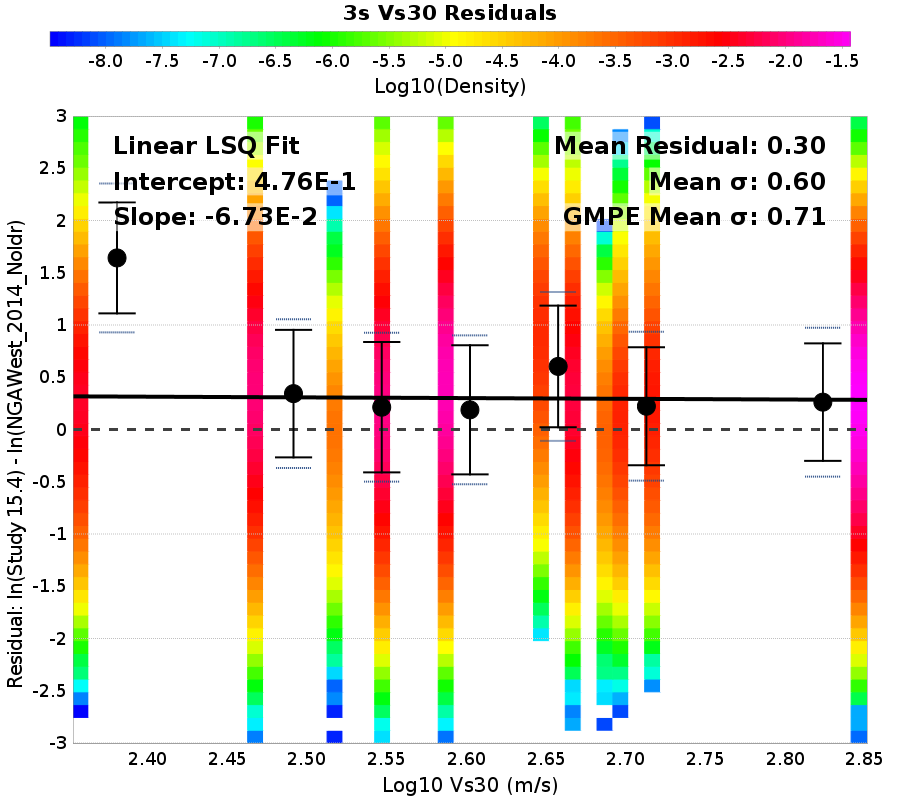 3s Vs30 Residuals
-8.0 -7.5 -7.0 -6.5 -6.0 -5.5 -5.0 -4.5 -4.0 -3.5 -3.0 -2.5 -2.0 -1.5
Log10(Density)
Linear LSQ Fit
Intercept: 4.76E-1
Slope: -6.73E-2
Mean Residual: 0.30
Mean σ: 0.60
GMPE Mean σ: 0.71
Residual: ln(Study 15.4) - ln(NGAWest_2014_NoIdr)
3
2.5
2
1.5
1
0.5
0
-0.5
-1
-1.5
-2
-2.5
-3
2.40 2.45 2.50 2.55 2.60 2.65 2.70 2.75 2.80 2.85
Log10 Vs30 (m/s)